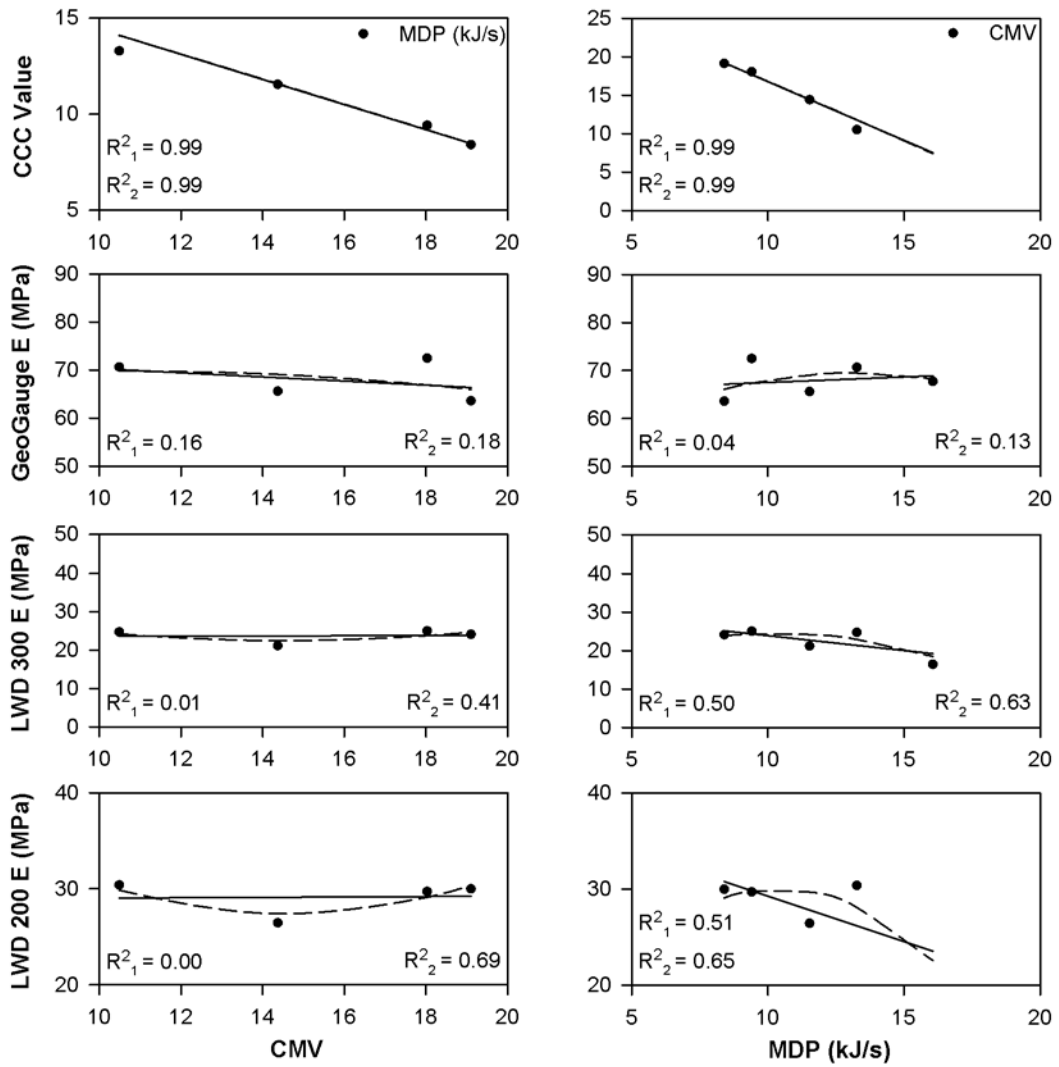 CCC Value
15
10
5
MDP (kJ/s)
R²₁ = 0.99
R²₂ = 0.99
10 12 14 16 18 20
25
20
15
10
5
0
CMV
R²₁ = 0.99
R²₂ = 0.99
5 10 15 20
GeoGauge E (MPa)
90
80
70
60
50
R²₁ = 0.16 R²₂ = 0.18
10 12 14 16 18 20
90
80
70
60
50
R²₁ = 0.04 R²₂ = 0.13
5 10 15 20
LWD 300 E (MPa)
50
40
30
20
10
0
R²₁ = 0.01 R²₂ = 0.41
10 12 14 16 18 20
50
40
30
20
10
0
R²₁ = 0.50 R²₂ = 0.63
5 10 15 20
LWD 200 E (MPa)
40
30
20
R²₁ = 0.00 R²₂ = 0.69
10 12 14 16 18 20
CMV
40
30
20
R²₁ = 0.51
R²₂ = 0.65
5 10 15 20
MDP (kJ/s)